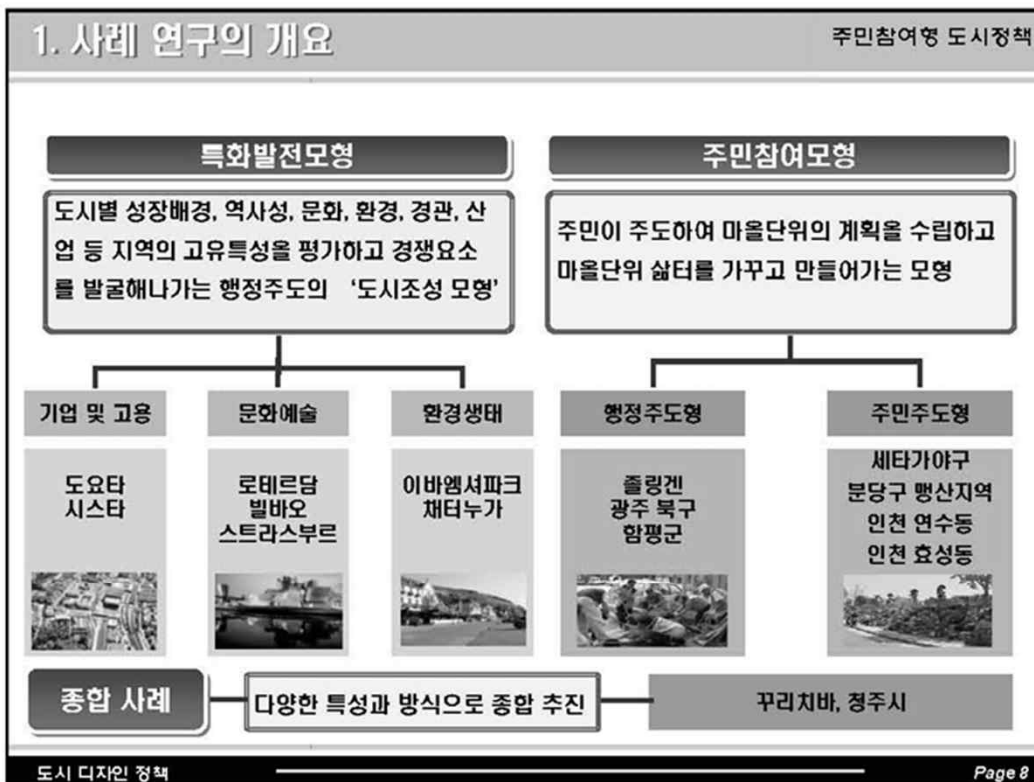 1. 사례 연구의 개요
주민참여형 도시정책
특화발전모형
도시별 성장배경, 역사성, 문화, 환경, 경관, 산
업 등 지역의 고유특성을 평가하고 경쟁요소
를 발굴해나가는 행정주도의 ‘도시조성 모형’
주민참여모형
주민이 주도하여 마을단위의 계획을 수립하고
마을단위 삶터를 가꾸고 만들어가는 모형
기업 및 고용
도요타
시스타
문화예술
로테르담
빌바오
스트라스부르
환경생태
이바엠셔파크
채터누가
행정주도형
졸링겐
광주 북구
함평군
주민주도형
세타가야구
분당구 맹산지역
인천 연수동
인천 효성동
종합 사례
다양한 특성과 방식으로 종합 추진
꾸리치바, 청주시
도시 디자인 정책
Page 8